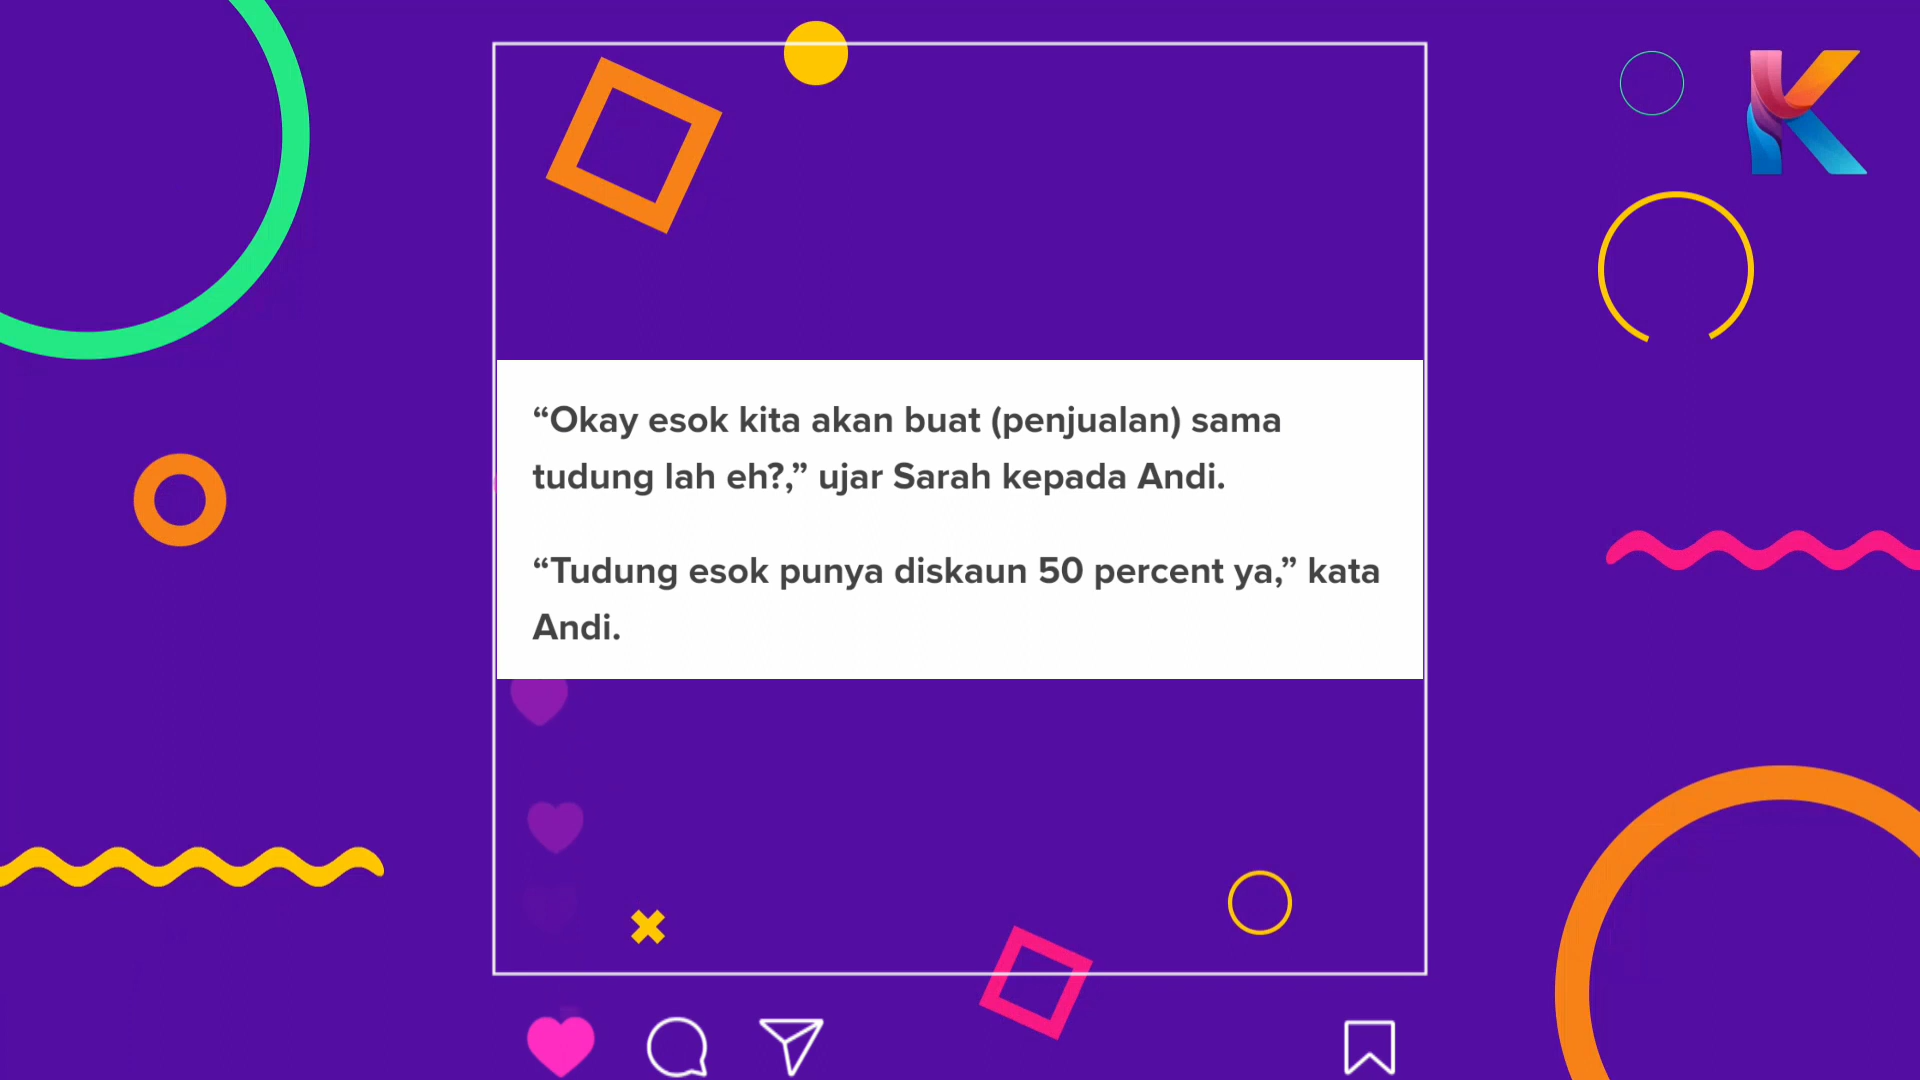 “Okay esok kita akan buat (penjualan) sama
tudung lah eh?,” ujar Sarah kepada Andi.
“Tudung esok punya diskaun 50 percent ya,” kata
Andi.
K